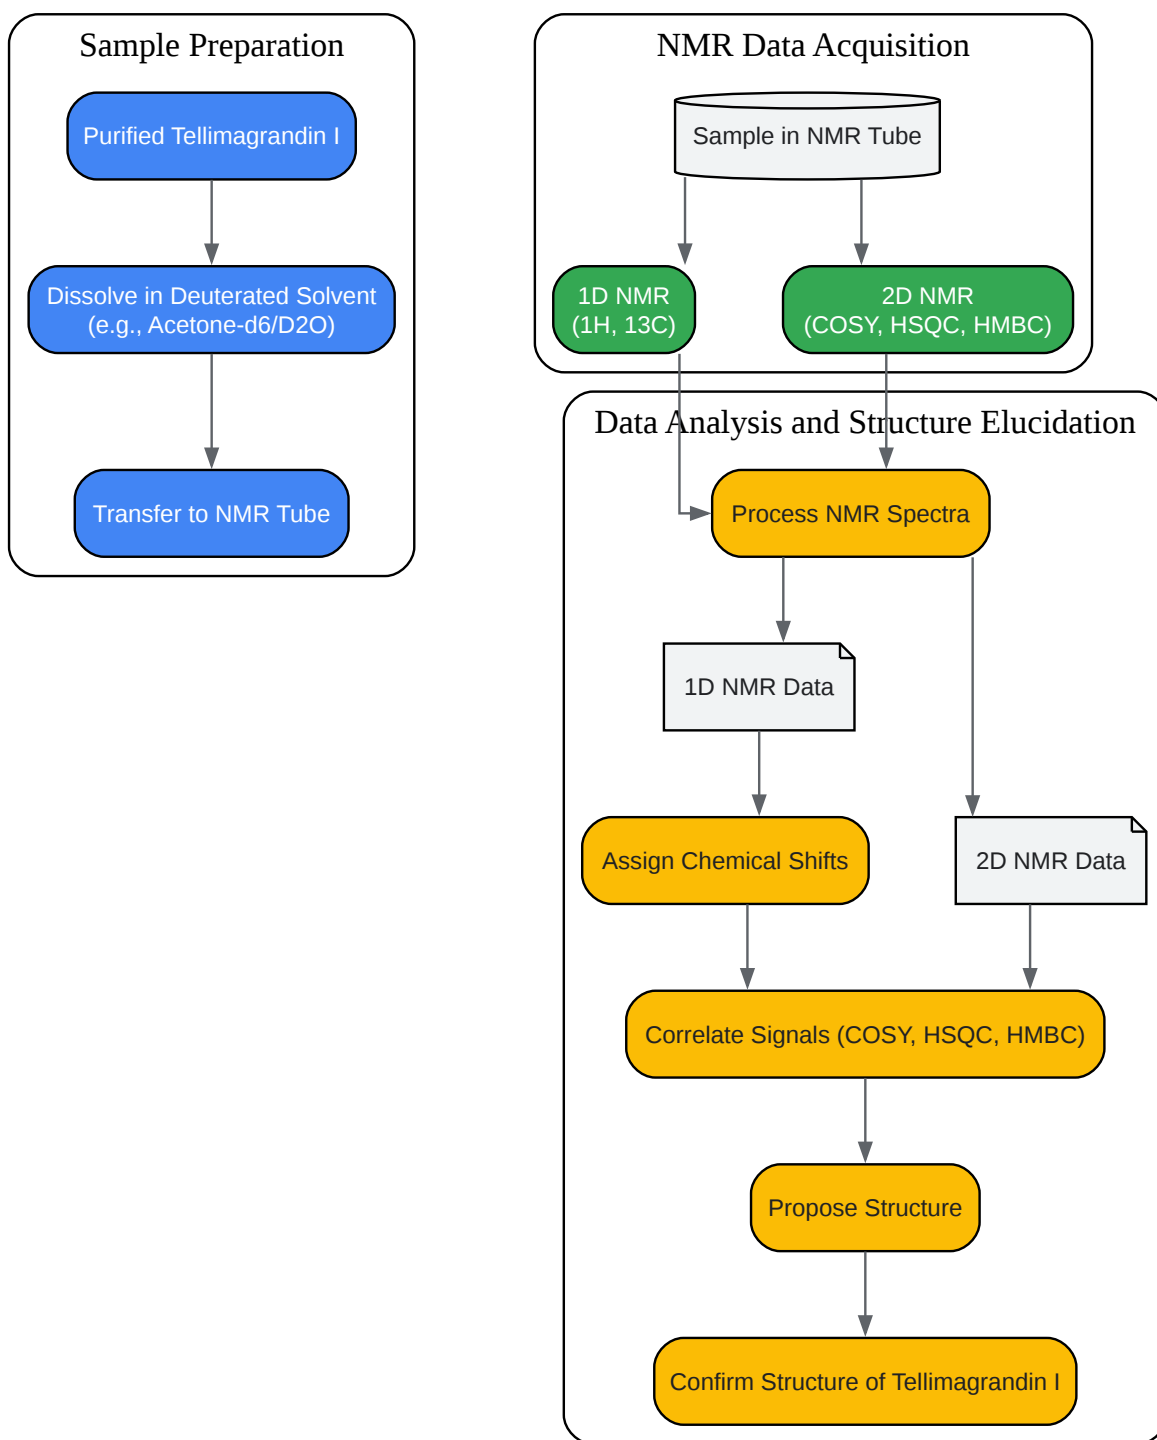 Sample Preparation
Purified Tellimagrandin I
Dissolve in Deuterated Solvent
(e.g., Acetone-d6/D2O)
Transfer to NMR Tube
NMR Data Acquisition
Sample in NMR Tube
1D NMR
(1H, 13C)
2D NMR
(COSY, HSQC, HMBC)
Data Analysis and Structure Elucidation
Process NMR Spectra
1D NMR Data
Assign Chemical Shifts
2D NMR Data
Correlate Signals (COSY, HSQC, HMBC)
Propose Structure
Confirm Structure of Tellimagrandin I